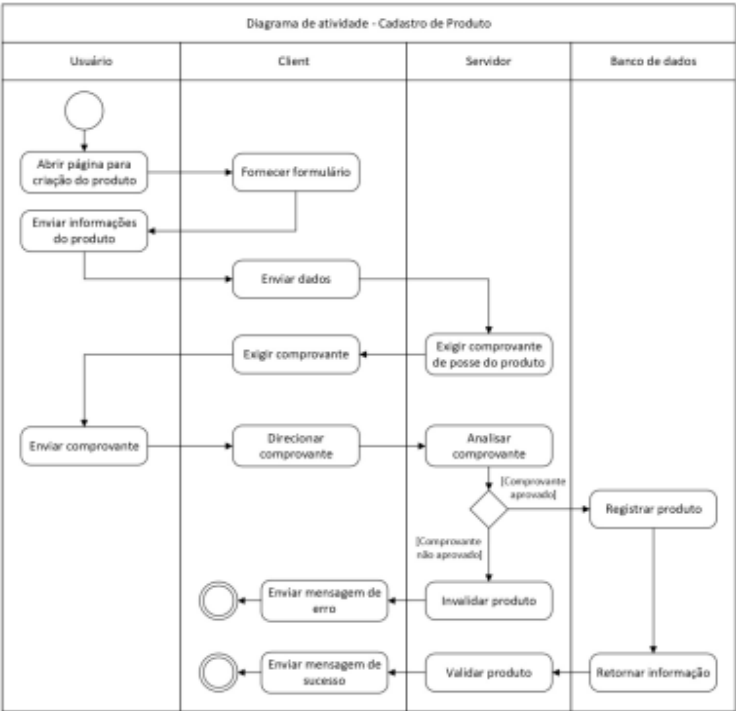 Diagrama de atividade - Cadastro de Produto
Usuário
Client
Servidor
Banco de dados
Abrir página para
criação do produto
Fornecer formulário
Enviar informações
do produto
Enviar dados
Exigir comprovante
Exigir comprovante
de posse do produto
Enviar comprovante
Direcionar
comprovante
Analisar
comprovante
[Comprovante
aprovado]
Registrar produto
[Comprovante
não aprovado]
Enviar mensagem de
erro
Invalidar produto
Enviar mensagem de
sucesso
Validar produto
Retornar informação